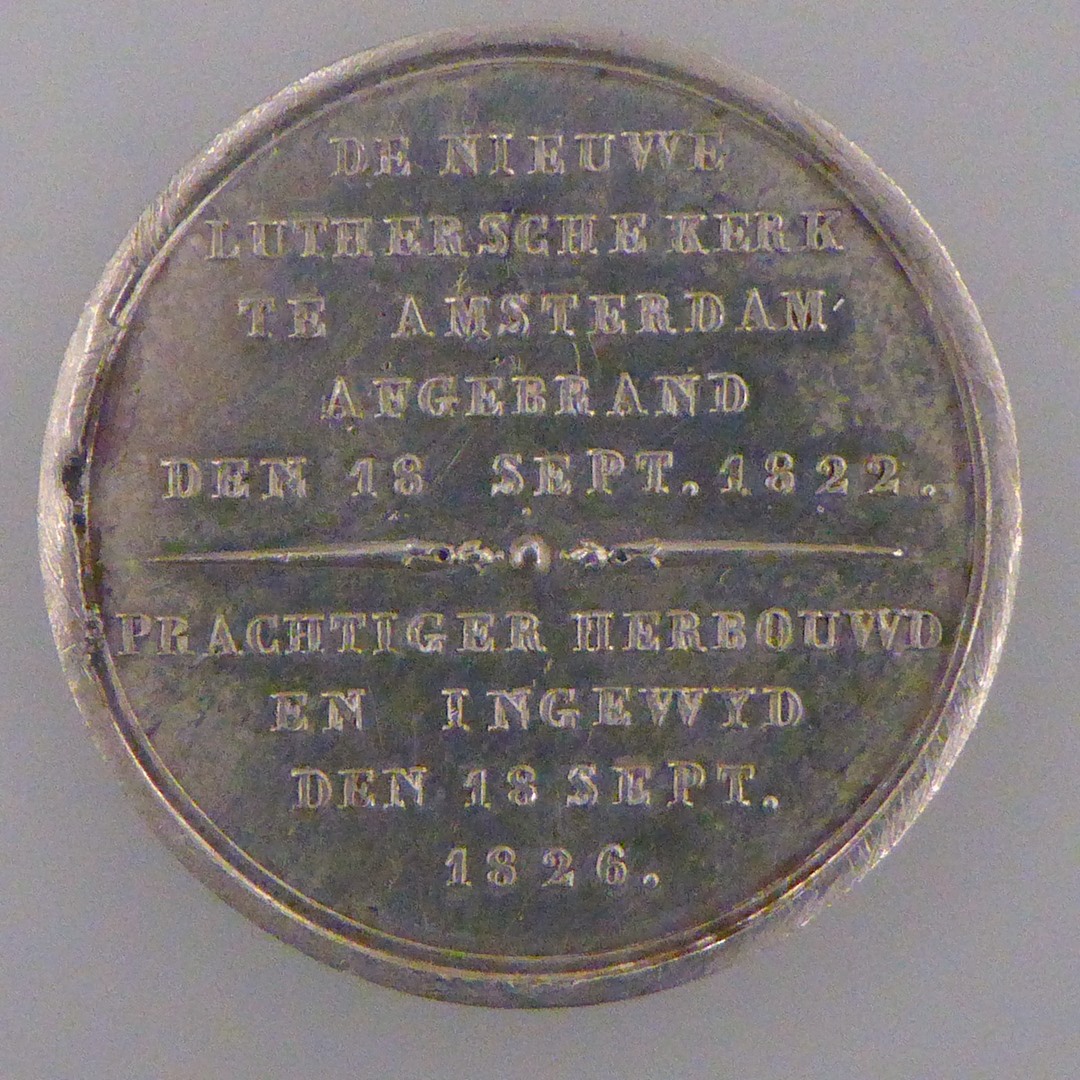 DE NIEUWE
LUTHERSCHE KERK
TE AMSTERDAM
AFGEBRAND
DEN 18 SEPT. 1822.
PRACHTIGER HERBOUWD
EN INGEWYD
DEN 18 SEPT.
1826.